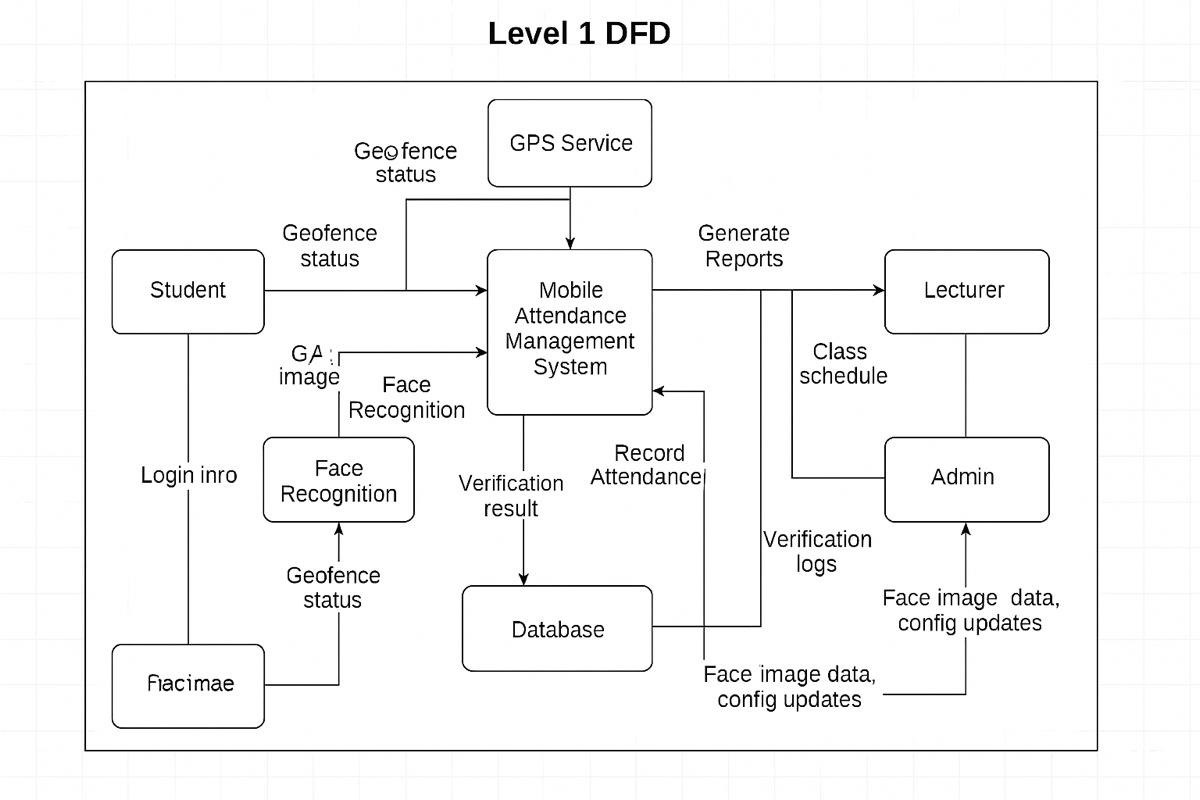 Level 1 DFD
GPS Service
Geofence
status
Geofence
status
Generate
Reports
Student
Mobile
Attendance
Management
System
Lecturer
image
Face
Recognition
Class
schedule
Face
Recognition
Login inro
Verification
result
Record
Attendance
Admin
Verification
logs
Geofence
status
Face image data,
config updates
Database
Face image data,
config updates